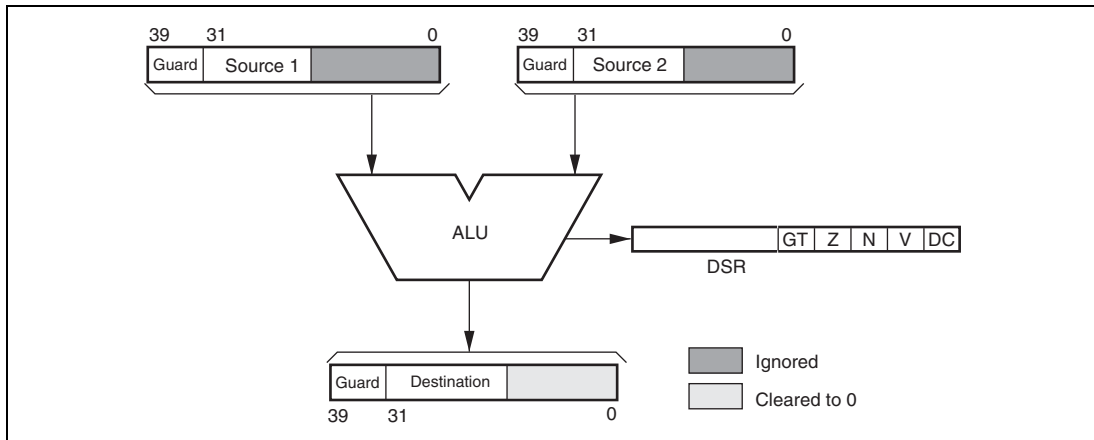 39 31 0
Guard Source 1
39 31 0
Guard Source 2
ALU
GT Z N V DC
DSR
Guard Destination
39 31 0
Ignored
Cleared to 0